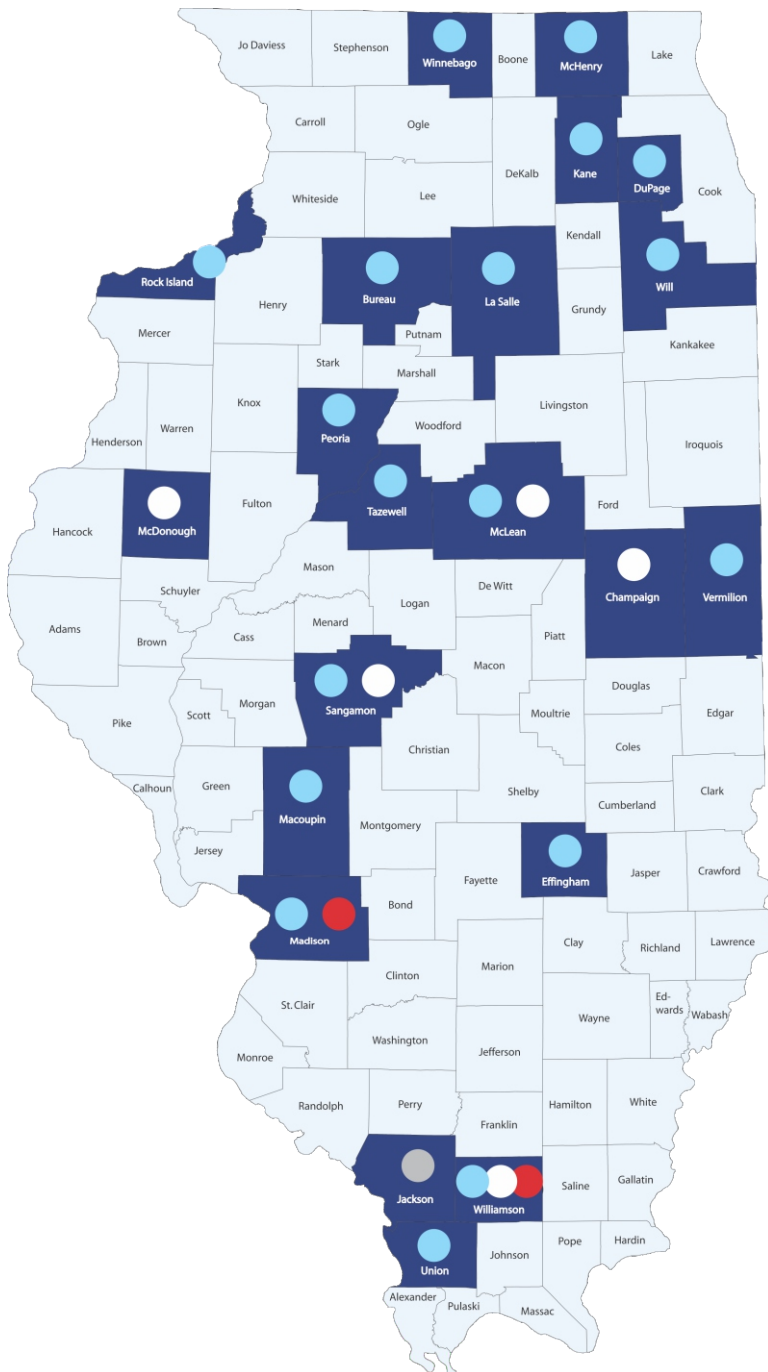 Jo Daviess
Stephenson
Winnebago
Boone
McHenry
Lake
Carroll
Ogle
DeKalb
Kane
DuPage
Cook
Whiteside
Lee
Kendall
Rock Island
Bureau
La Salle
Will
Henry
Grundy
Mercer
Putnam
Kankakee
Stark
Marshall
Knox
Livingston
Henderson
Warren
Peoria
Woodford
Iroquois
Hancock
McDonough
Fulton
Tazewell
McLean
Ford
Mason
Champaign
Vermilion
Schuyler
De Witt
Logan
Adams
Brown
Cass
Menard
Piatt
Macon
Douglas
Pike
Scott
Morgan
Sangamon
Moultrie
Edgar
Christian
Coles
Calhoun
Green
Macoupin
Shelby
Clark
Cumberland
Montgomery
Jersey
Effingham
Jasper
Crawford
Fayette
Madison
Bond
Clay
Richland
Lawrence
Marion
Clinton
St. Clair
Ed-
wards
Wabash
Wayne
Washington
Jefferson
Monroe
Randolph
Perry
Hamilton
White
Franklin
Jackson
Williamson
Saline
Gallatin
Union
Johnson
Pope
Hardin
Alexander
Pulaski
Massac